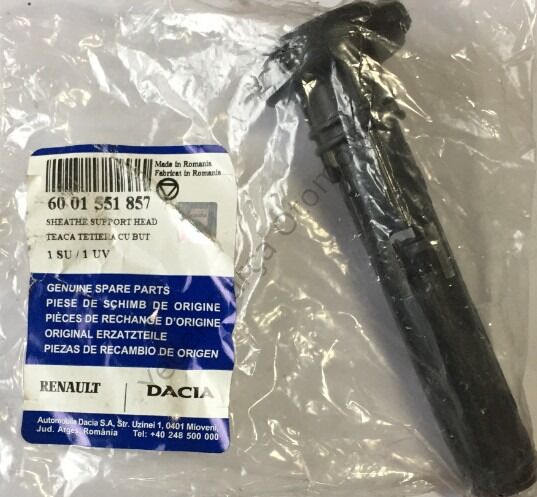 Made in Romania
Fabricat in Romania
60 01 551 857
SHEATHE SUPPORT HEAD
TEACA TETIERA CU BUT
1 SU / 1 UV
GENUINE SPARE PARTS
PIESE DE SCHIMB DE ORIGINE
PIÈCES DE RECHANGE D'ORIGINE
ORIGINAL ERZATZTEILE
PIEZAS DE RECAMBIO DE ORIGEN
RENAULT | DACIA
Automobile Dacia S.A, Str. Uzinei 1, 0401 Mioveni,
Jud. Argeș România Tel: +40 248 500 000